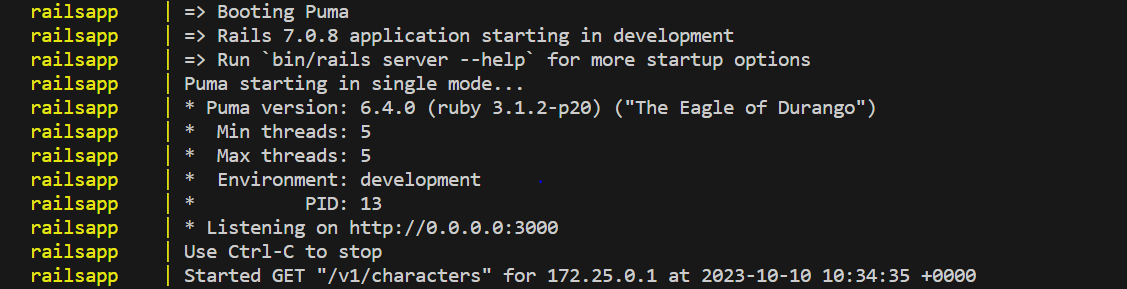 railsapp | => Booting Puma
railsapp | => Rails 7.0.8 application starting in development
railsapp | => Run `bin/rails server --help` for more startup options
railsapp | Puma starting in single mode...
railsapp | * Puma version: 6.4.0 (ruby 3.1.2-p20) ("The Eagle of Durango")
railsapp | *  Min threads: 5
railsapp | *  Max threads: 5
railsapp | *  Environment: development
railsapp | *          PID: 13
railsapp | * Listening on http://0.0.0.0:3000
railsapp | Use Ctrl-C to stop
railsapp | Started GET "/v1/characters" for 172.25.0.1 at 2023-10-10 10:34:35 +0000